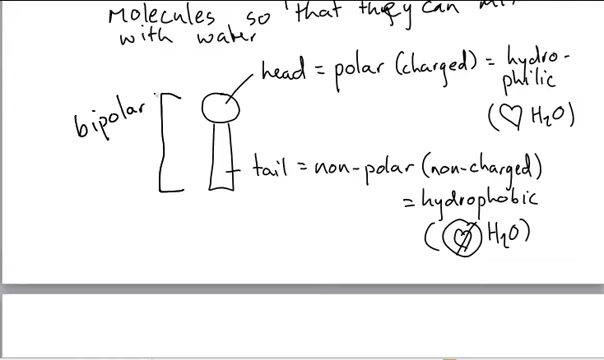 Molecules so that they can
with water
head = polar (charged) = hydro-
philic
(♡ H₂O)
bipolar
tail = non-polar (non-charged)
= hydrophobic
( H₂O)